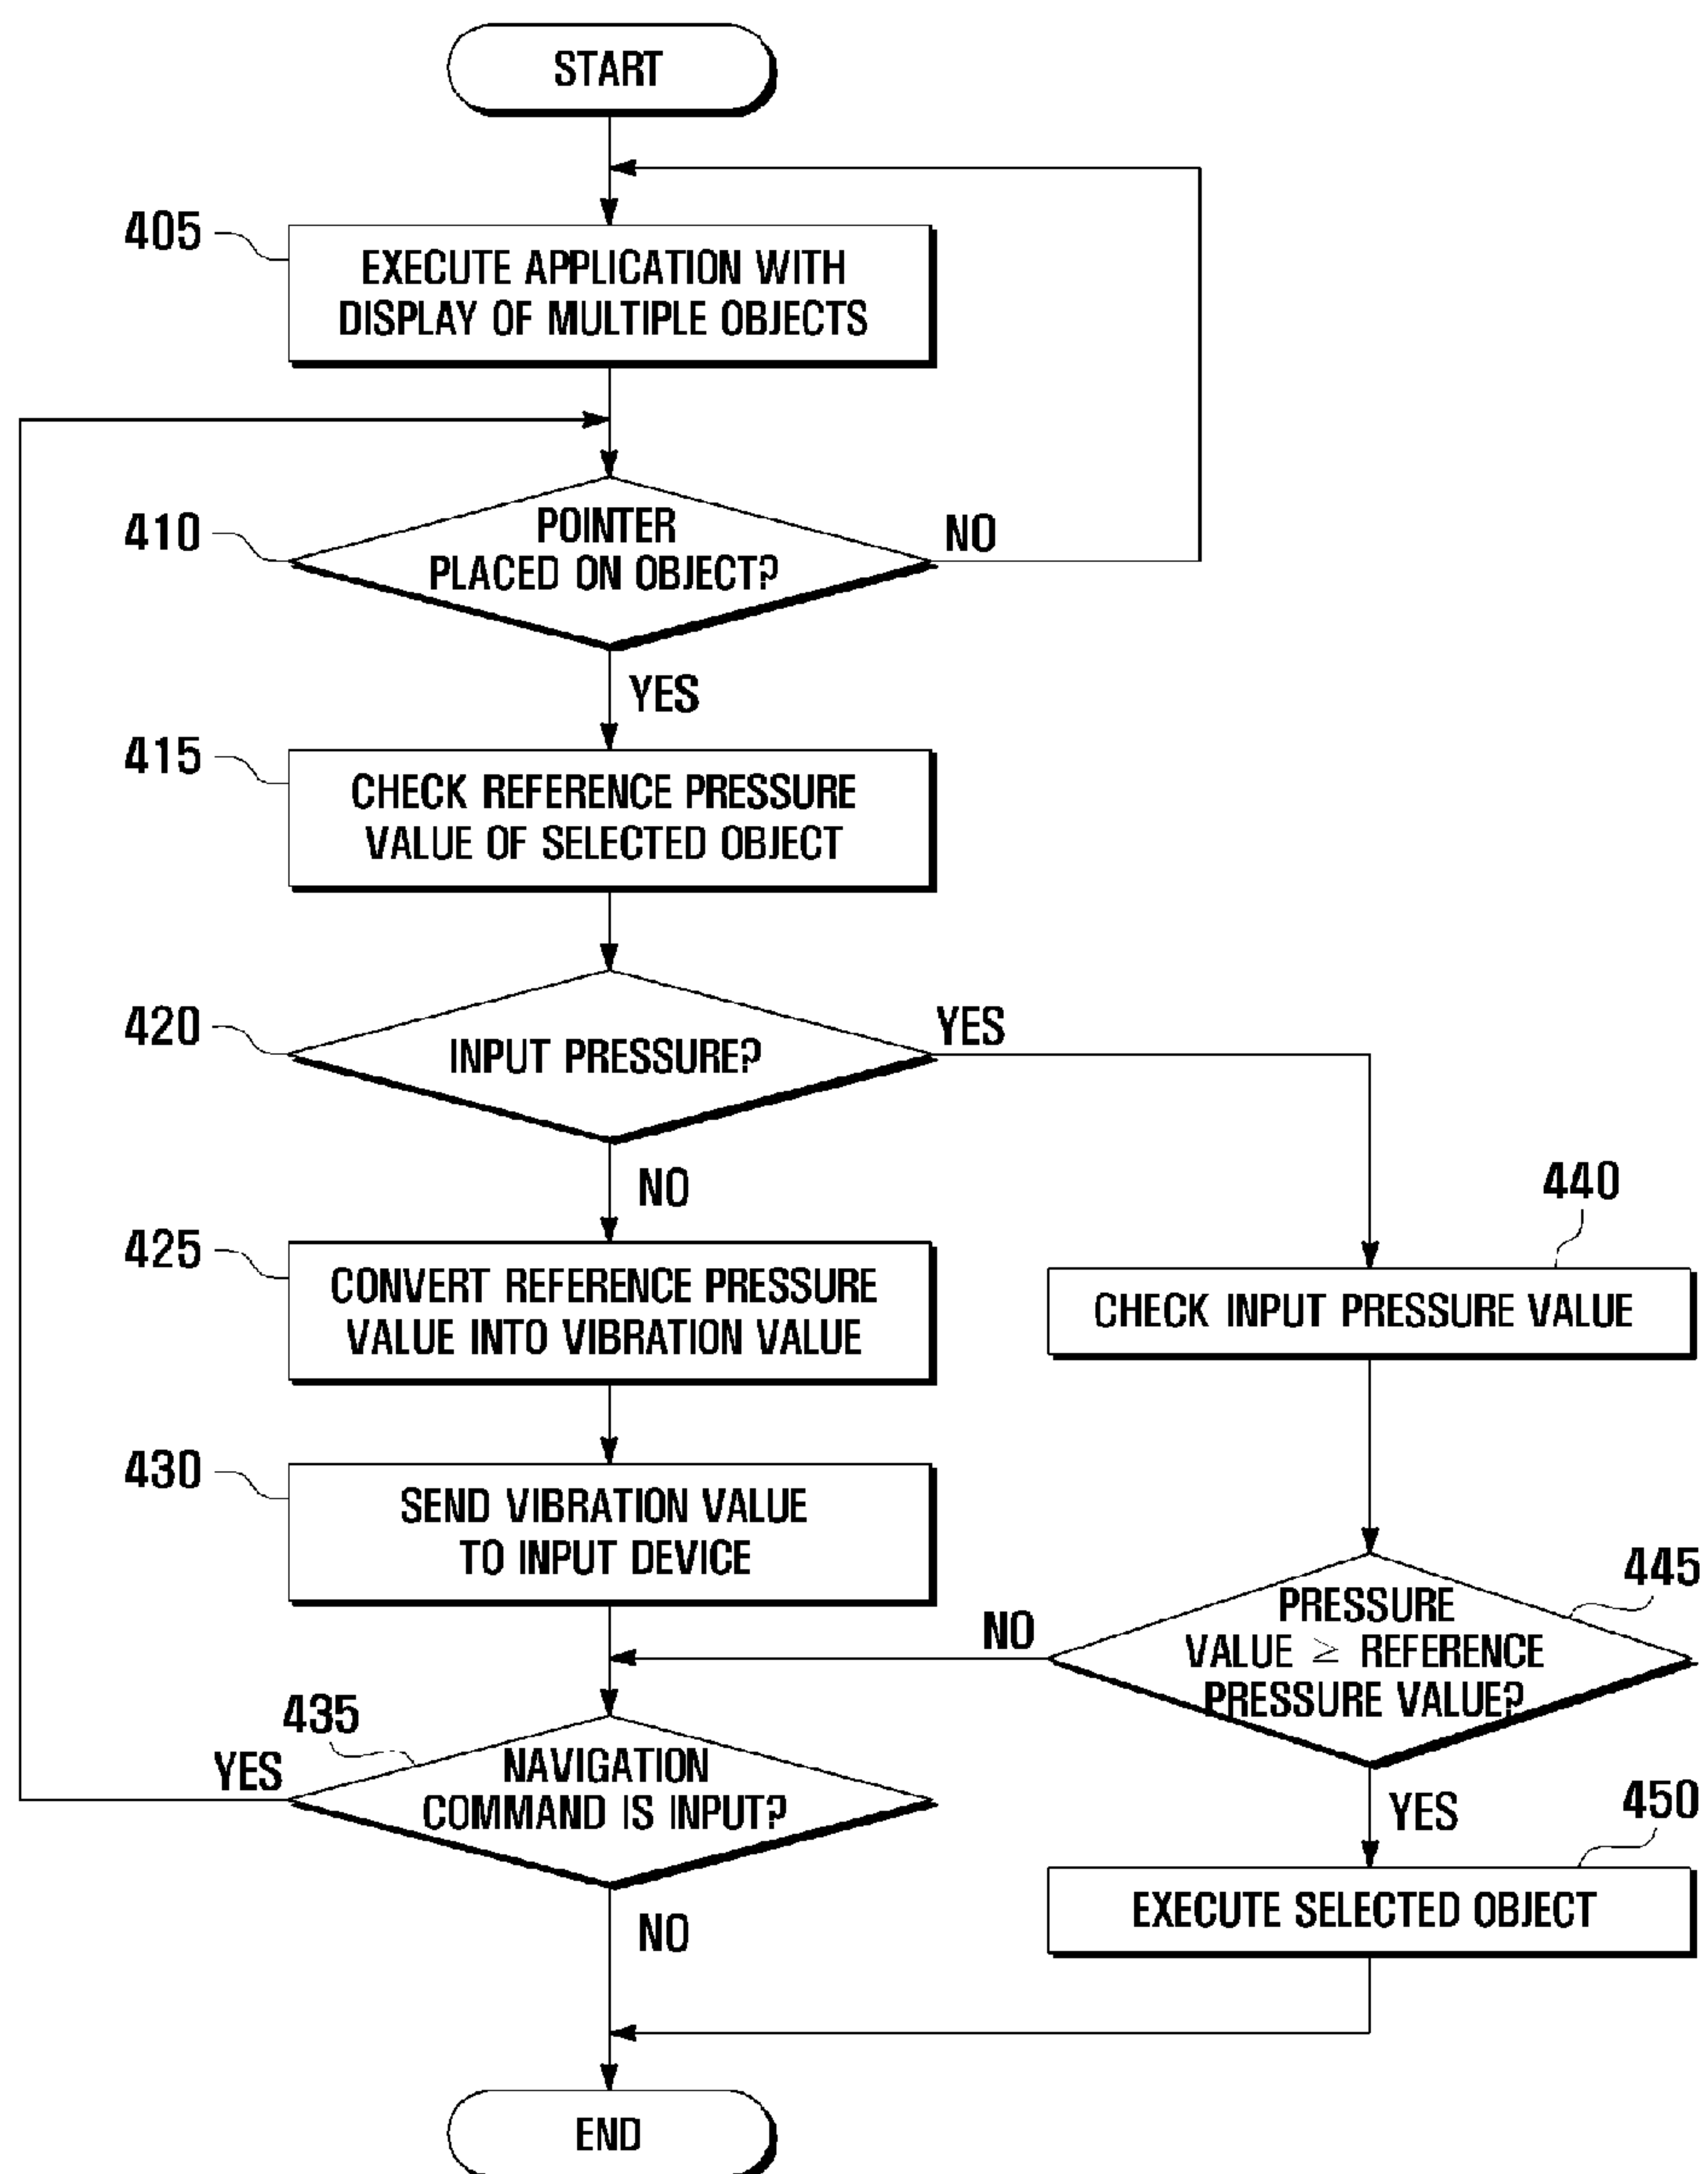 START
405
EXECUTE APPLICATION WITH
DISPLAY OF MULTIPLE OBJECTS
410
POINTER
PLACED ON OBJECT?
NO
YES
415
CHECK REFERENCE PRESSURE
VALUE OF SELECTED OBJECT
420
INPUT PRESSURE?
YES
NO
425
CONVERT REFERENCE PRESSURE
VALUE INTO VIBRATION VALUE
440
CHECK INPUT PRESSURE VALUE
430
SEND VIBRATION VALUE
TO INPUT DEVICE
445
PRESSURE
VALUE ≥ REFERENCE
PRESSURE VALUE?
NO
YES
435
NAVIGATION
COMMAND IS INPUT?
YES
NO
450
EXECUTE SELECTED OBJECT
END